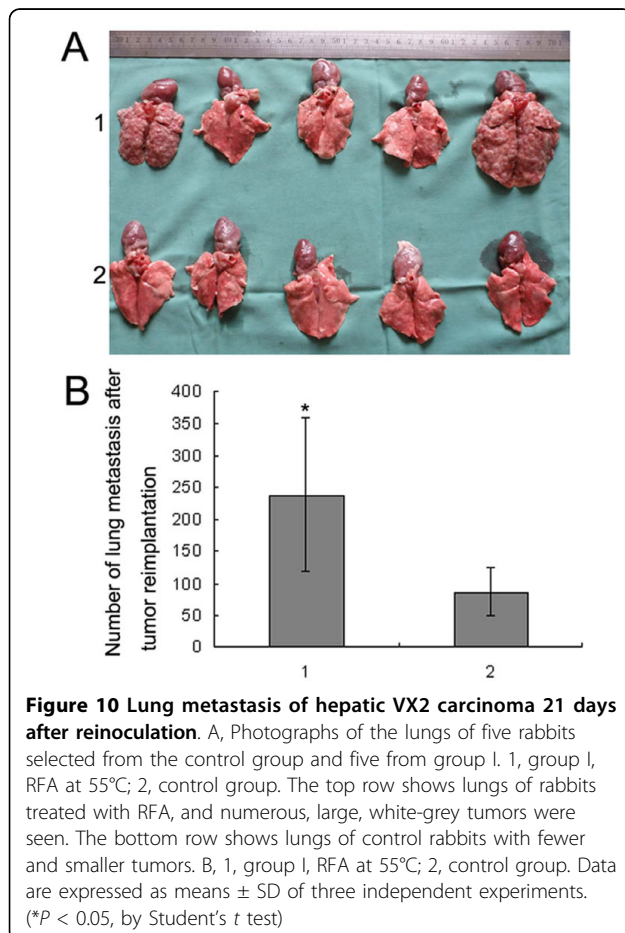 A
1
2
B
Number of lung metastasis after
tumor reimplantation
400
350
300
250
200
150
100
50
0
*
1
2
Figure 10 Lung metastasis of hepatic VX2 carcinoma 21 days
after reinoculation. A, Photographs of the lungs of five rabbits
selected from the control group and five from group I. 1, group I,
RFA at 55°C; 2, control group. The top row shows lungs of rabbits
treated with RFA, and numerous, large, white-grey tumors were
seen. The bottom row shows lungs of control rabbits with fewer
and smaller tumors. B, 1, group I, RFA at 55°C; 2, control group. Data
are expressed as means ± SD of three independent experiments.
(*P < 0.05, by Student's t test)